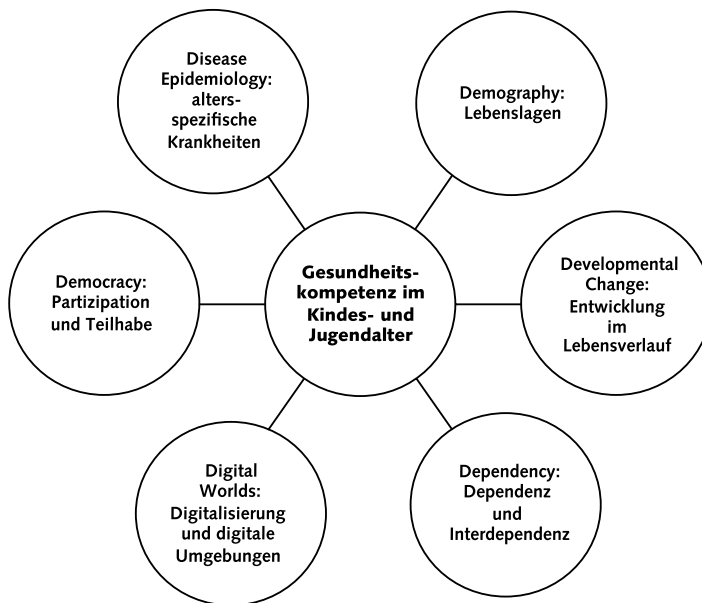 Disease
Epidemiology:
alters-
spezifische
Krankheiten
Demography:
Lebenslagen
Gesundheits-
kompetenz im
Kindes- und
Jugendalter
Democracy:
Partizipation
und Teilhabe
Developmental
Change:
Entwicklung
im
Lebensverlauf
Digital
Worlds:
Digitalisierung
und digitale
Umgebungen
Dependency:
Dependenz
und
Interdependenz